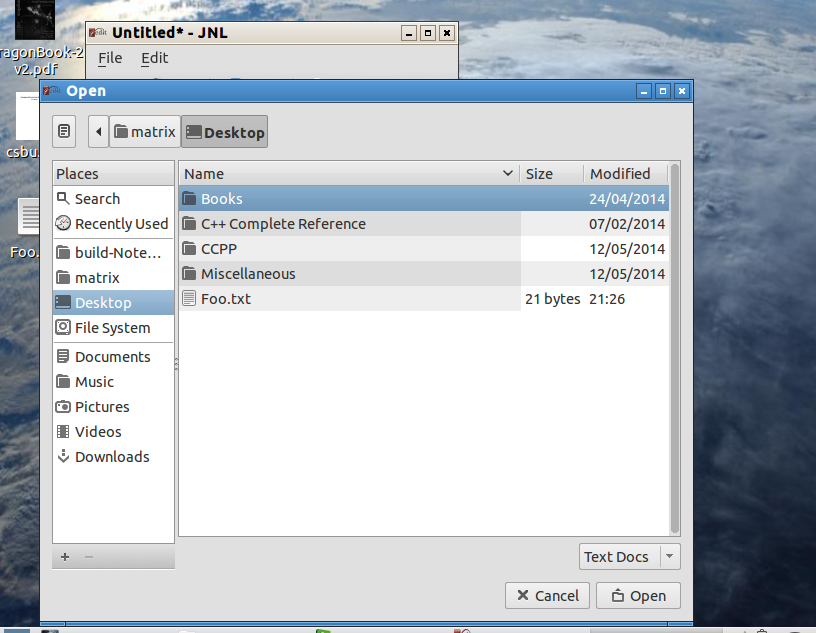 ragonBook-2
v2.pdf
Untitled* - JNL
File Edit
Open
csbu
matrix Desktop
Places
Name Size Modified
Search
Books 24/04/2014
Recently Used
C++ Complete Reference 07/02/2014
Foo.
build-Note...
CCPP 12/05/2014
matrix
Miscellaneous 12/05/2014
Desktop
Foo.txt 21 bytes 21:26
File System
Documents
Music
Pictures
Videos
Downloads
Text Docs
Cancel Open